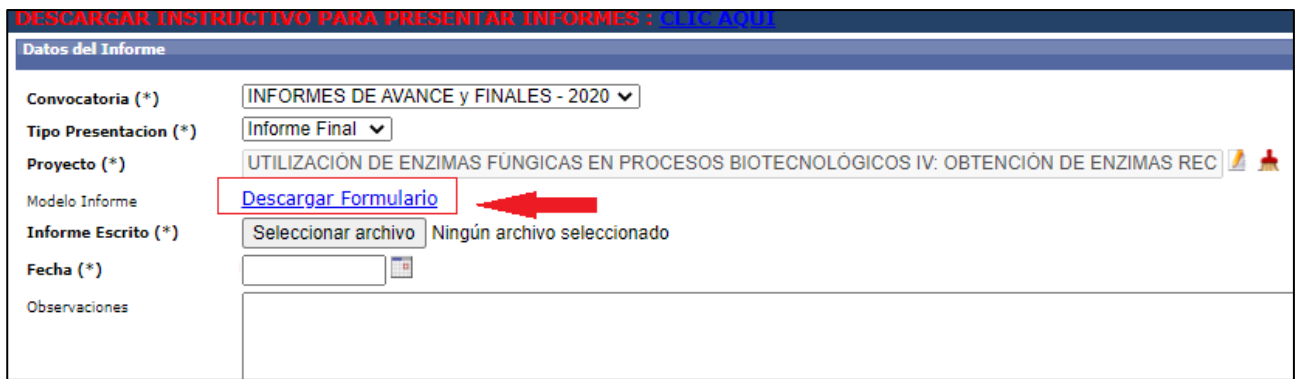 DESCARGAR INSTRUCTIVO PARA PRESENTAR INFORMES : CLIC AQUI
Datos del Informe
Convocatoria (*) INFORMES DE AVANCE y FINALES - 2020
Tipo Presentacion (*) Informe Final
Proyecto (*) UTILIZACIÓN DE ENZIMAS FÚNGICAS EN PROCESOS BIOTECNOLÓGICOS IV: OBTENCIÓN DE ENZIMAS REC
Modelo Informe Descargar Formulario
Informe Escrito (*) Seleccionar archivo Ningún archivo seleccionado
Fecha (*)
Observaciones